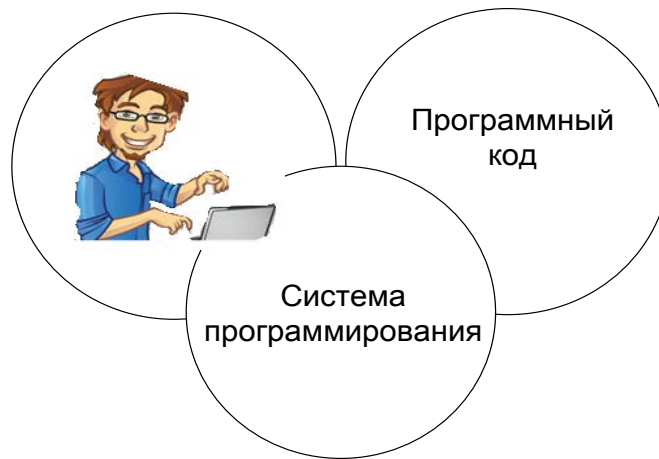 Программный
код
Система
программирования